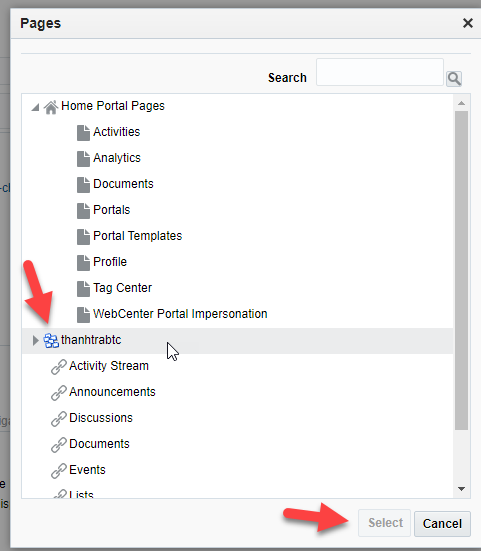 Pages
Search
Home Portal Pages
Activities
Analytics
Documents
Portals
Portal Templates
Profile
Tag Center
WebCenter Portal Impersonation
thanhtrabtc
Activity Stream
Announcements
Discussions
Documents
Events
Lists
Select Cancel